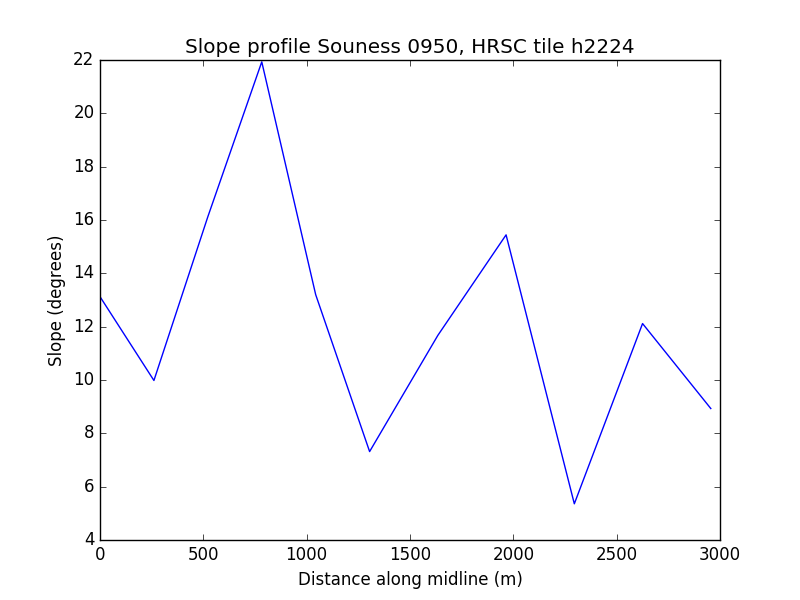 Slope profile Souness 0950, HRSC tile h2224
22
20
18
16
14
12
10
8
6
4
Slope (degrees)
0 500 1000 1500 2000 2500 3000
Distance along midline (m)